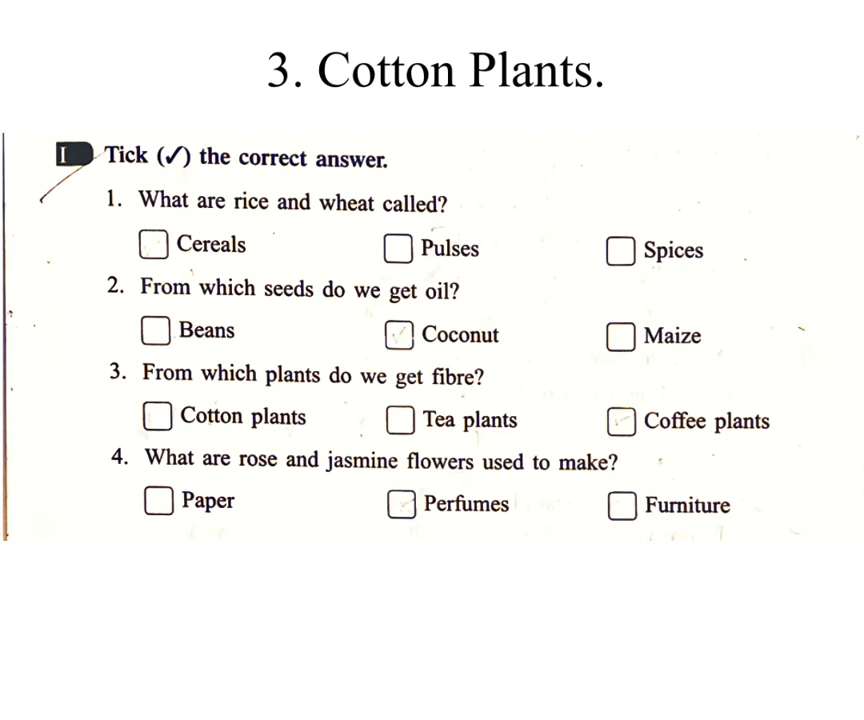 3. Cotton Plants.
I Tick (✓) the correct answer.
1. What are rice and wheat called?
Cereals Pulses Spices
2. From which seeds do we get oil?
Beans Coconut Maize
3. From which plants do we get fibre?
Cotton plants Tea plants Coffee plants
4. What are rose and jasmine flowers used to make?
Paper Perfumes Furniture